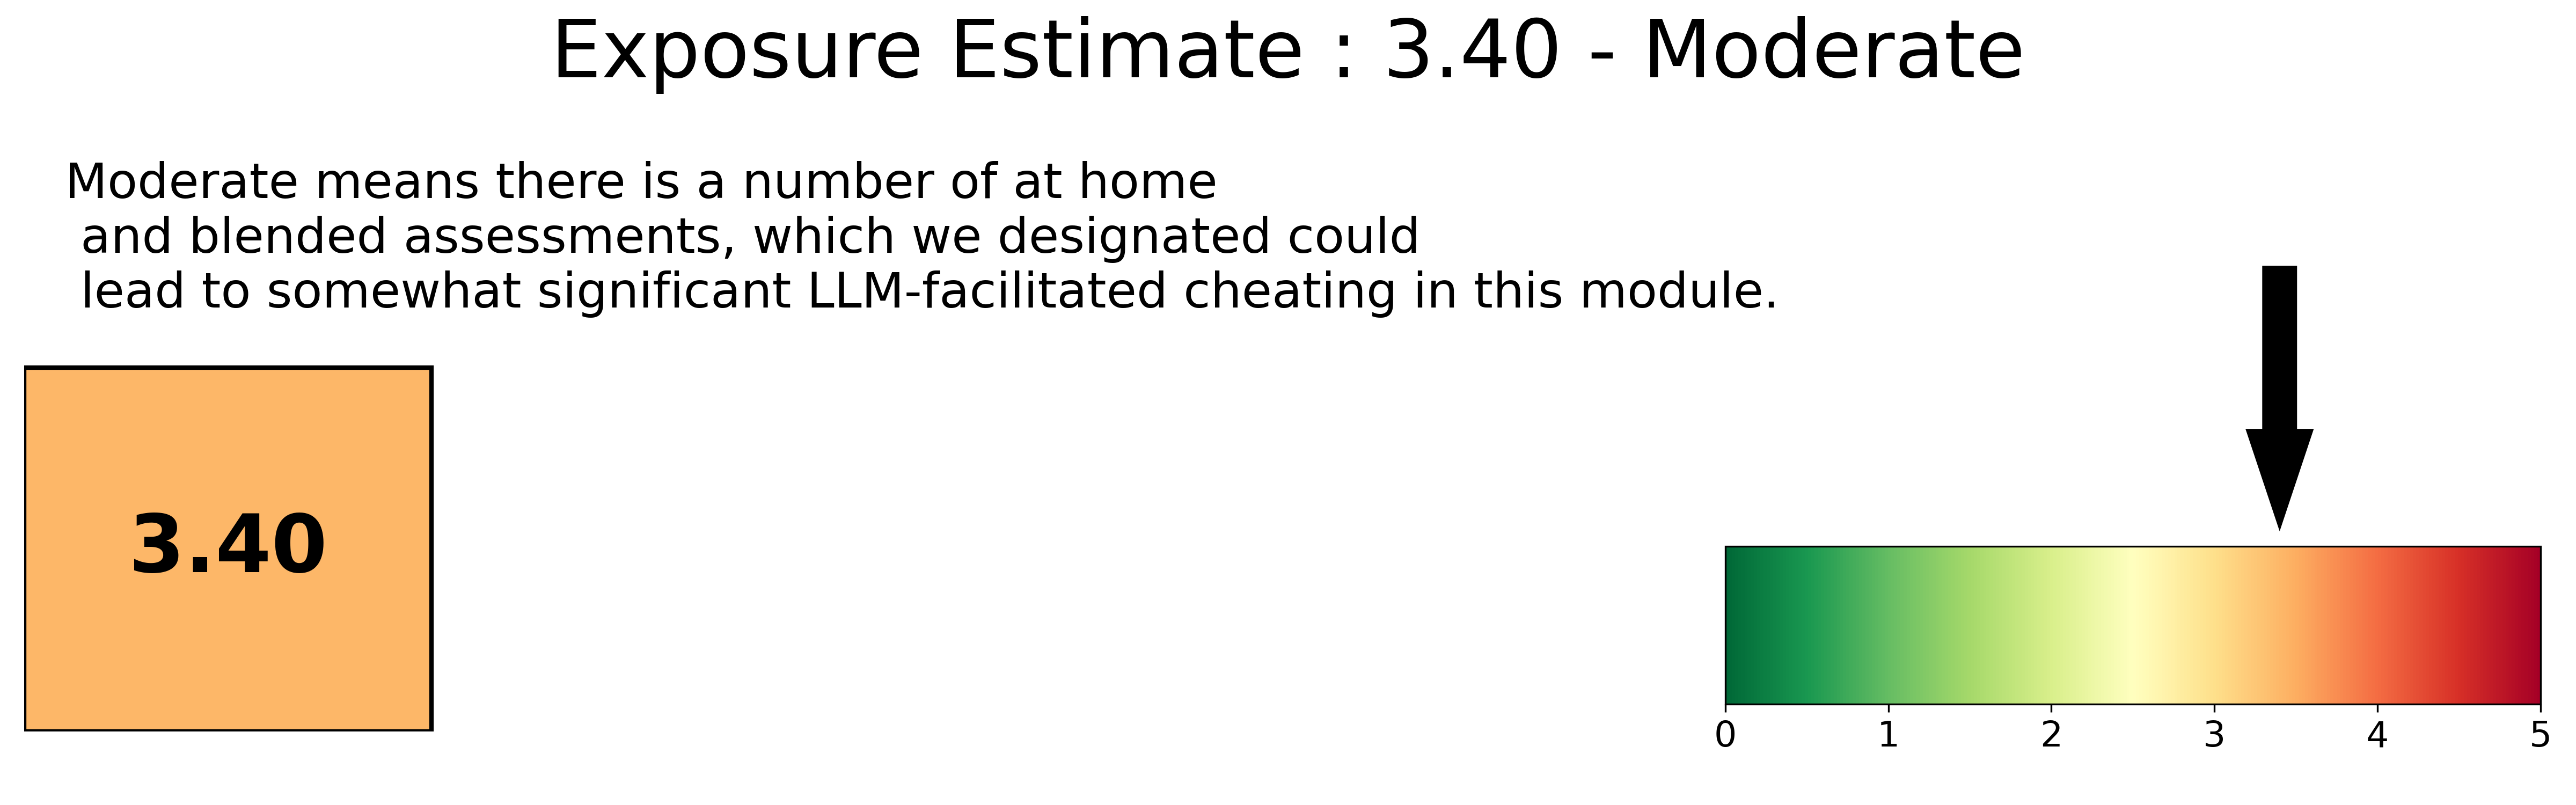 Exposure Estimate : 3.40 - Moderate
Moderate means there is a number of at home
and blended assessments, which we designated could
lead to somewhat significant LLM-facilitated cheating in this module.
3.40
0 1 2 3 4 5